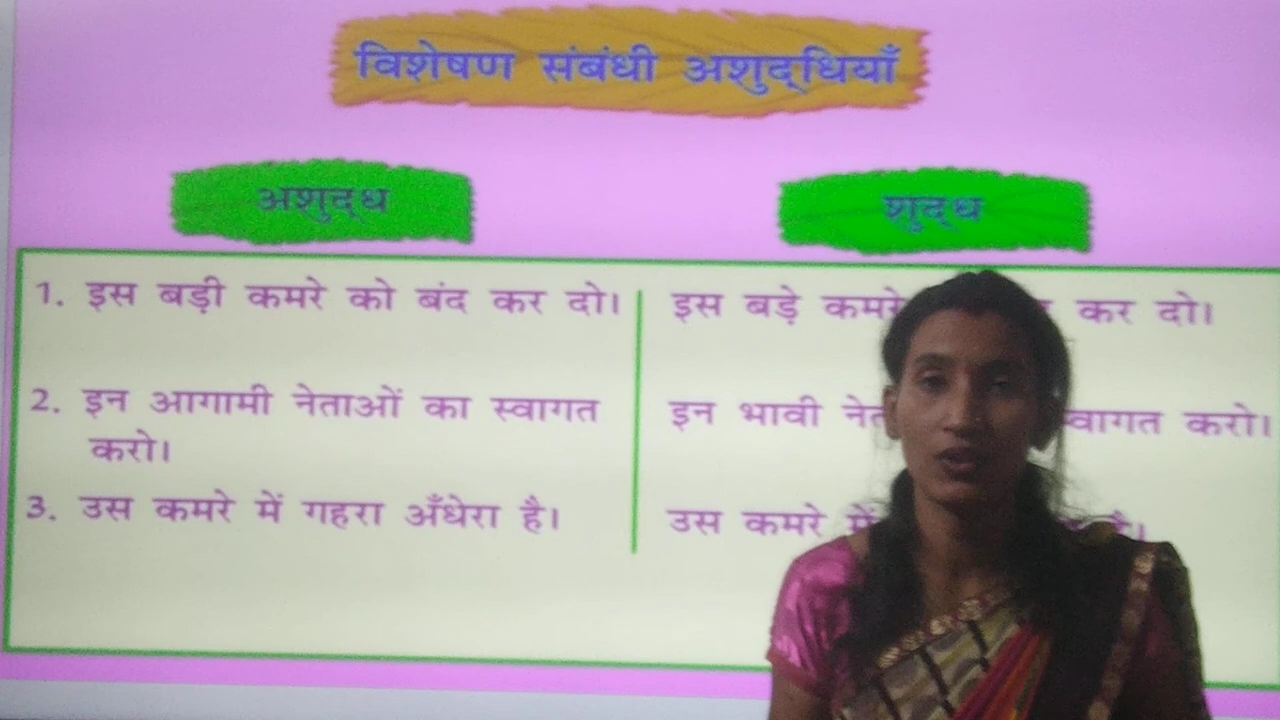 विशेषण संबंधी अशुद्धियाँ
अशुद्ध
शुद्ध
1. इस बड़ी कमरे को बंद कर दो।
इस बड़े कमरे कर दो।
2. इन आगामी नेताओं का स्वागत
करो।
इन भावी स्वागत करो।
3. उस कमरे में गहरा अँधेरा है।
उस कमरे में है।